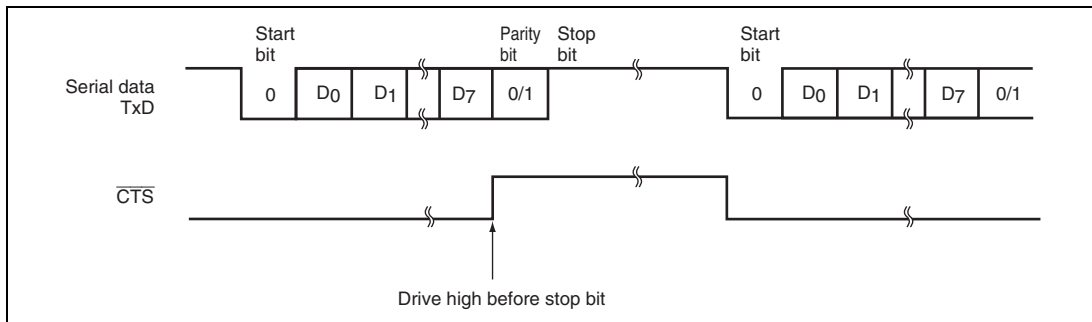 Start bit Parity bit Stop bit Start bit
Serial data TxD 0 D0 D1 D7 0/1 0 D0 D1 D7 0/1
CTS
Drive high before stop bit